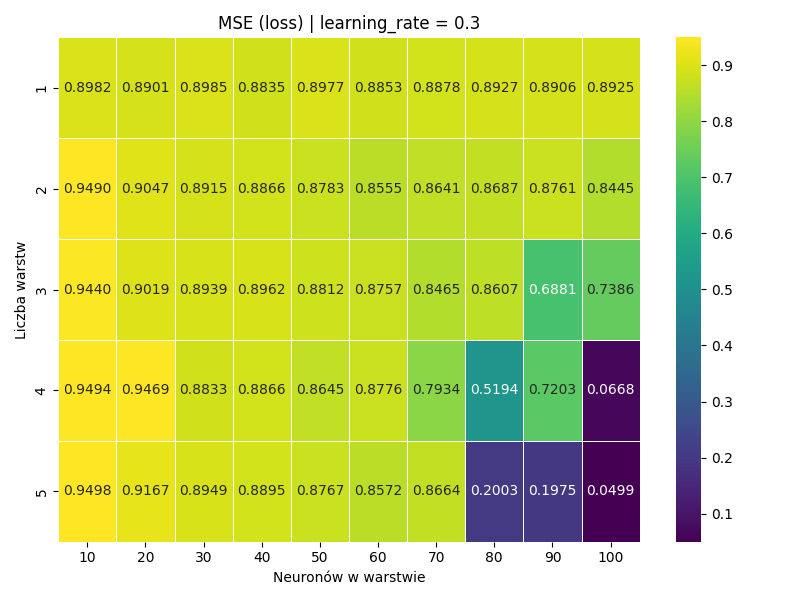 MSE (loss) | learning_rate = 0.3
Liczba warstw
1 0.8982 0.8901 0.8985 0.8835 0.8977 0.8853 0.8878 0.8927 0.8906 0.8925
2 0.9490 0.9047 0.8915 0.8866 0.8783 0.8555 0.8641 0.8687 0.8761 0.8445
3 0.9440 0.9019 0.8939 0.8962 0.8812 0.8757 0.8465 0.8607 0.6881 0.7386
4 0.9494 0.9469 0.8833 0.8866 0.8645 0.8776 0.7934 0.5194 0.7203 0.0668
5 0.9498 0.9167 0.8949 0.8895 0.8767 0.8572 0.8664 0.2003 0.1975 0.0499
10 20 30 40 50 60 70 80 90 100
Neuronów w warstwie
0.9
0.8
0.7
0.6
0.5
0.4
0.3
0.2
0.1